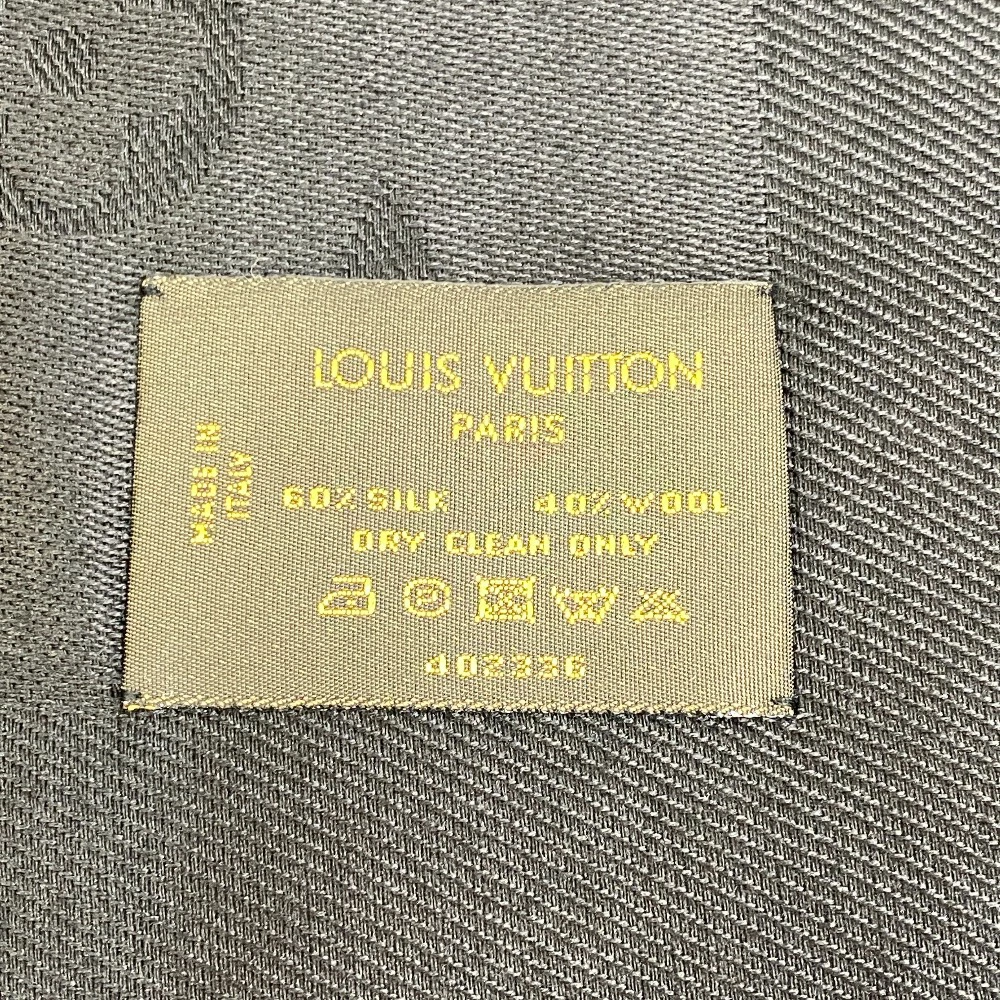 LOUIS VUITTON
PARIS
MADE IN
ITALY
60% SILK 40% WOOL
DRY CLEAN ONLY
402336